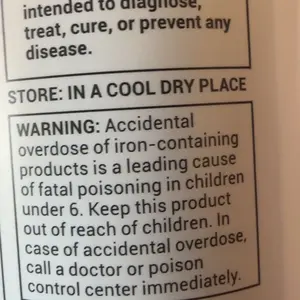 intended to diagnose,
treat, cure, or prevent any
disease.
STORE: IN A COOL DRY PLACE
WARNING: Accidental
overdose of iron-containing
products is a leading cause
of fatal poisoning in children
under 6. Keep this product
out of reach of children. In
case of accidental overdose,
call a doctor or poison
control center immediately.